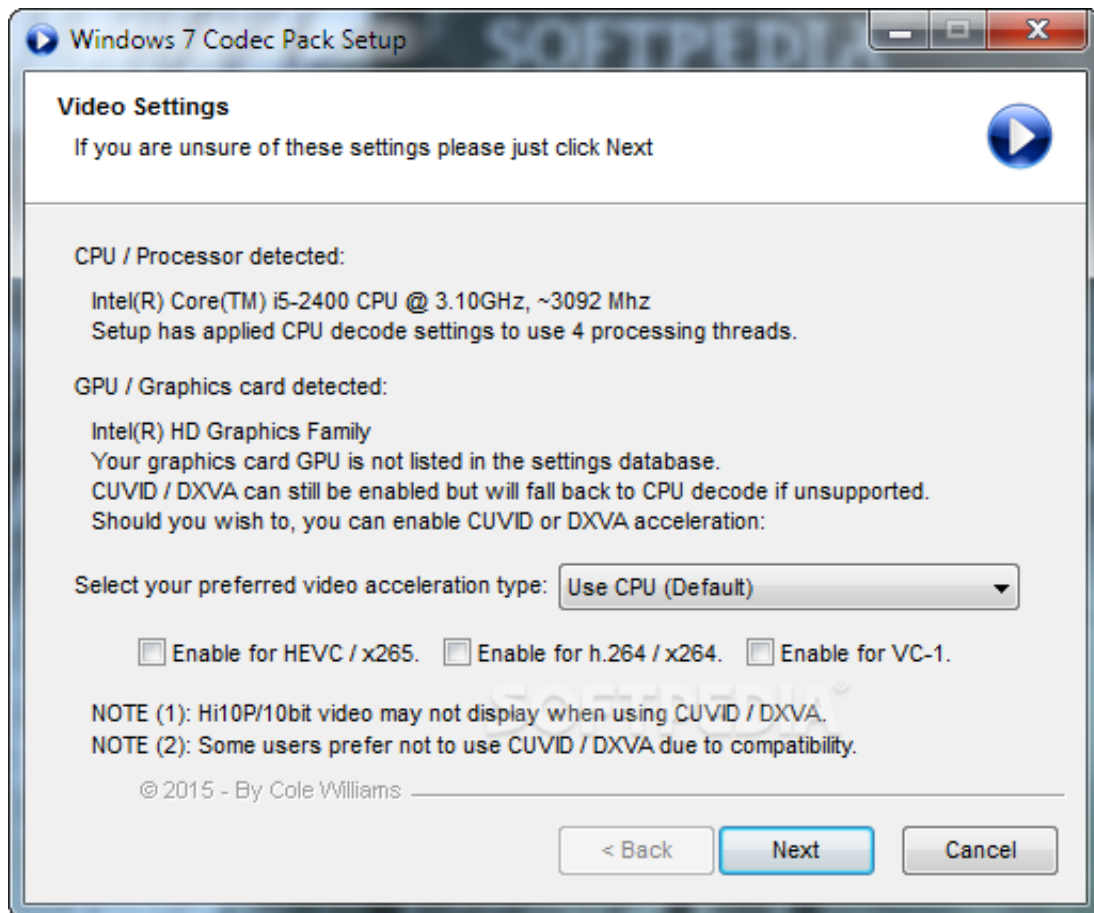 Windows 7 Codec Pack Setup
SOFTPEDIA
Video Settings
If you are unsure of these settings please just click Next
CPU / Processor detected:
Intel(R) Core(TM) i5-2400 CPU @ 3.10GHz, ~3092 Mhz
Setup has applied CPU decode settings to use 4 processing threads.
GPU / Graphics card detected:
Intel(R) HD Graphics Family
Your graphics card GPU is not listed in the settings database.
CUVID / DXVA can still be enabled but will fall back to CPU decode if unsupported.
Should you wish to, you can enable CUVID or DXVA acceleration:
Select your preferred video acceleration type: Use CPU (Default)
Enable for HEVC / x265. Enable for h.264 / x264. Enable for VC-1.
SOFTPEDIA®
NOTE (1): Hi10P/10bit video may not display when using CUVID / DXVA.
NOTE (2): Some users prefer not to use CUVID / DXVA due to compatibility.
© 2015 - By Cole Williams
< Back Next Cancel